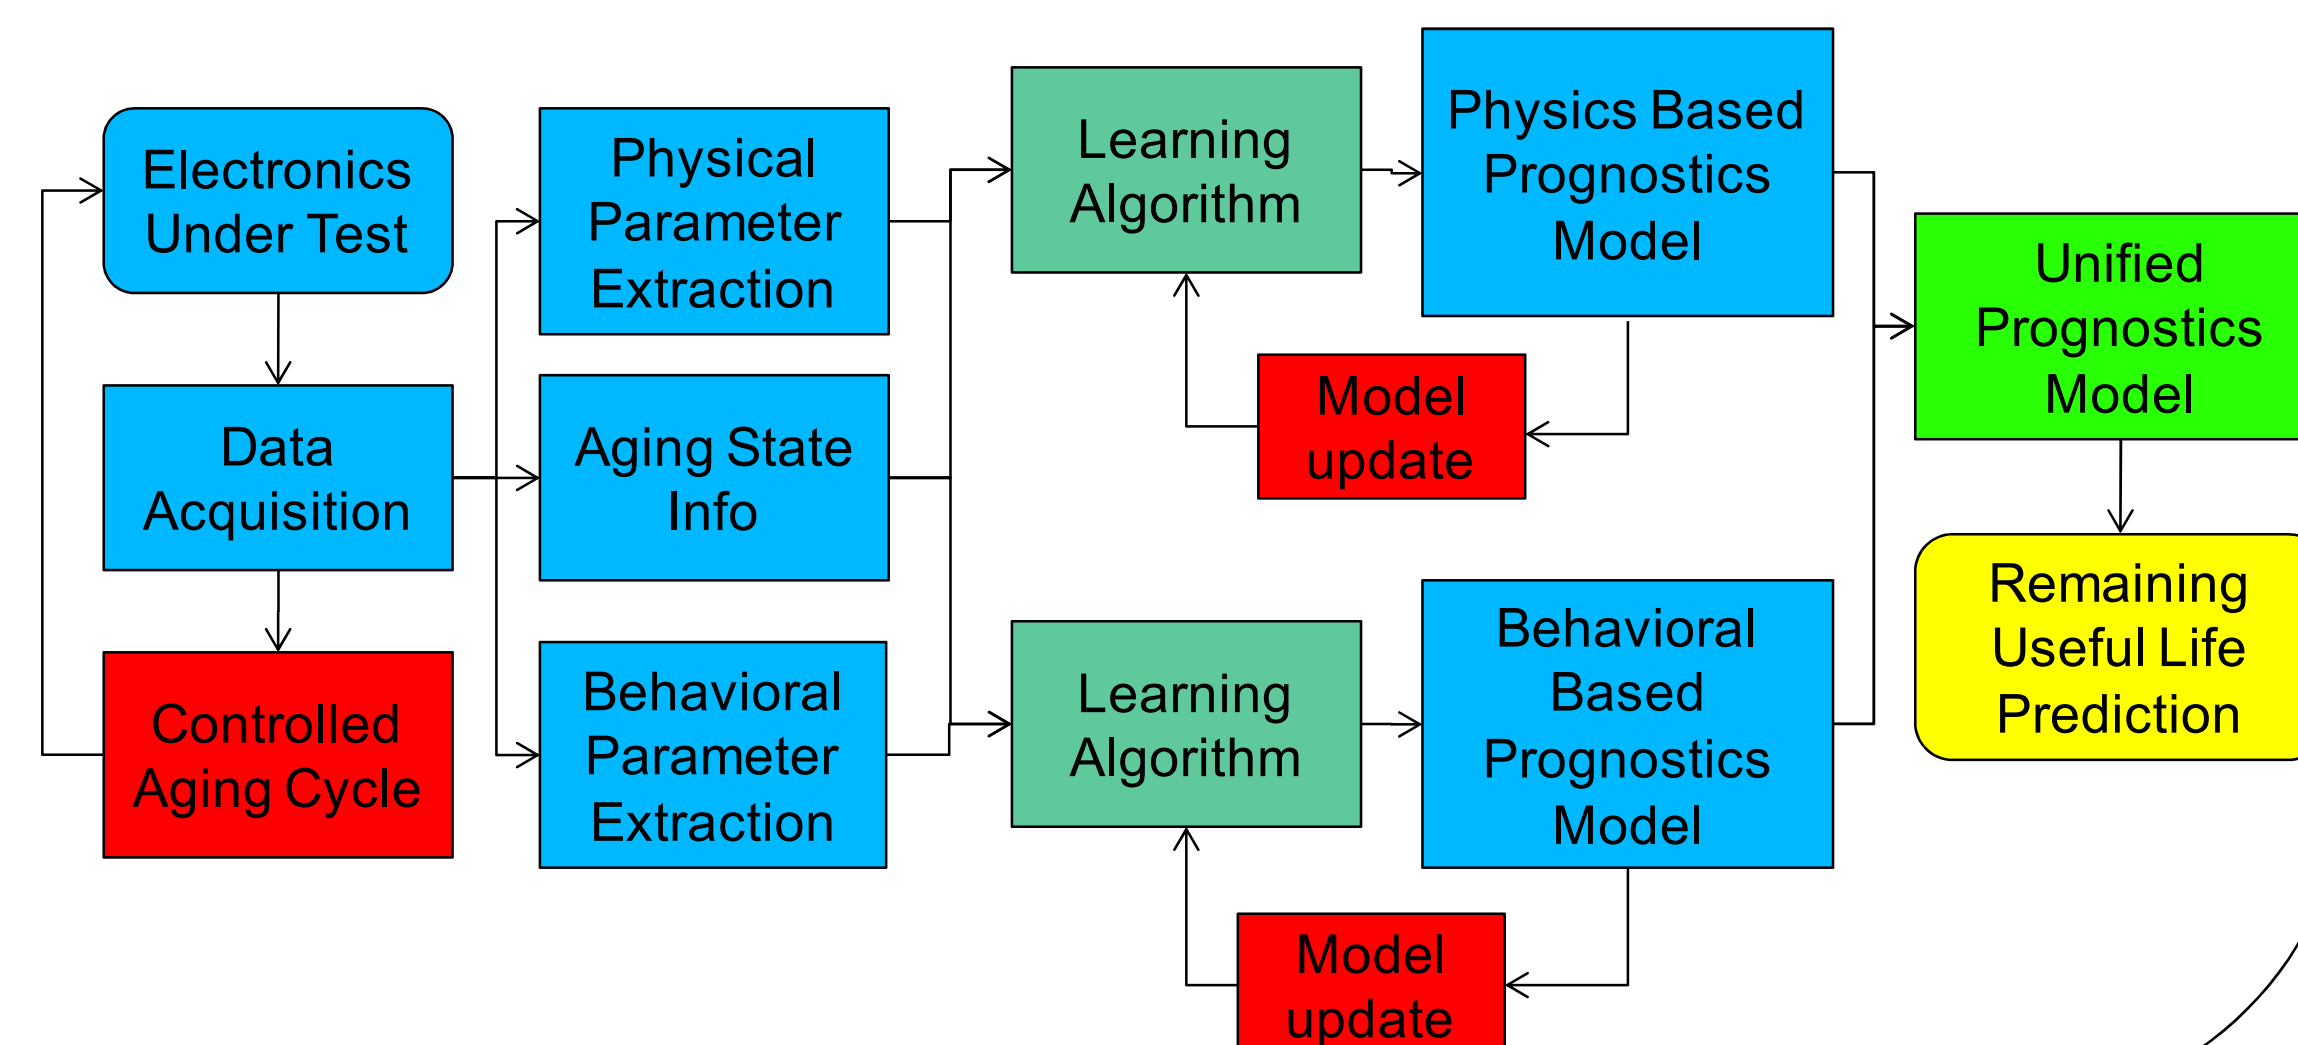 Electronics
Under Test
Data
Acquisition
Controlled
Aging Cycle
Physical
Parameter
Extraction
Aging State
Info
Behavioral
Parameter
Extraction
Learning
Algorithm
Physics Based
Prognostics
Model
Model
update
Learning
Algorithm
Behavioral
Based
Prognostics
Model
Model
update
Unified
Prognostics
Model
Remaining
Useful Life
Prediction